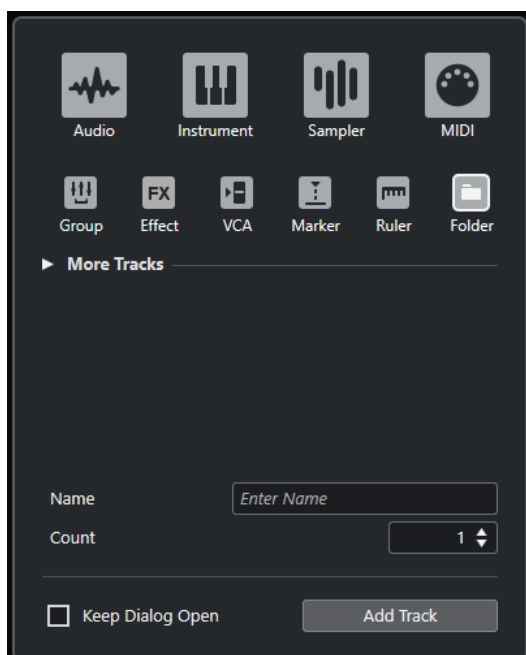 Audio Instrument Sampler MIDI
FX
Group Effect VCA Marker Ruler Folder
More Tracks
Name Enter Name
Count 1
Keep Dialog Open Add Track